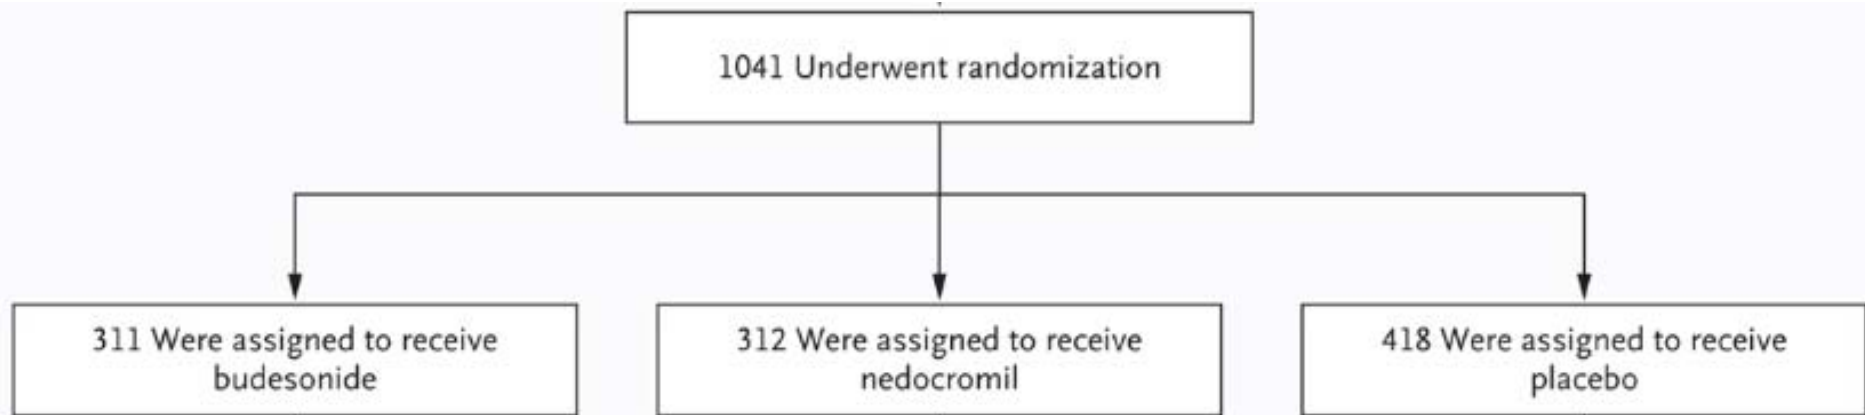 1041 Underwent randomization
311 Were assigned to receive
budesonide
312 Were assigned to receive
nedocromil
418 Were assigned to receive
placebo